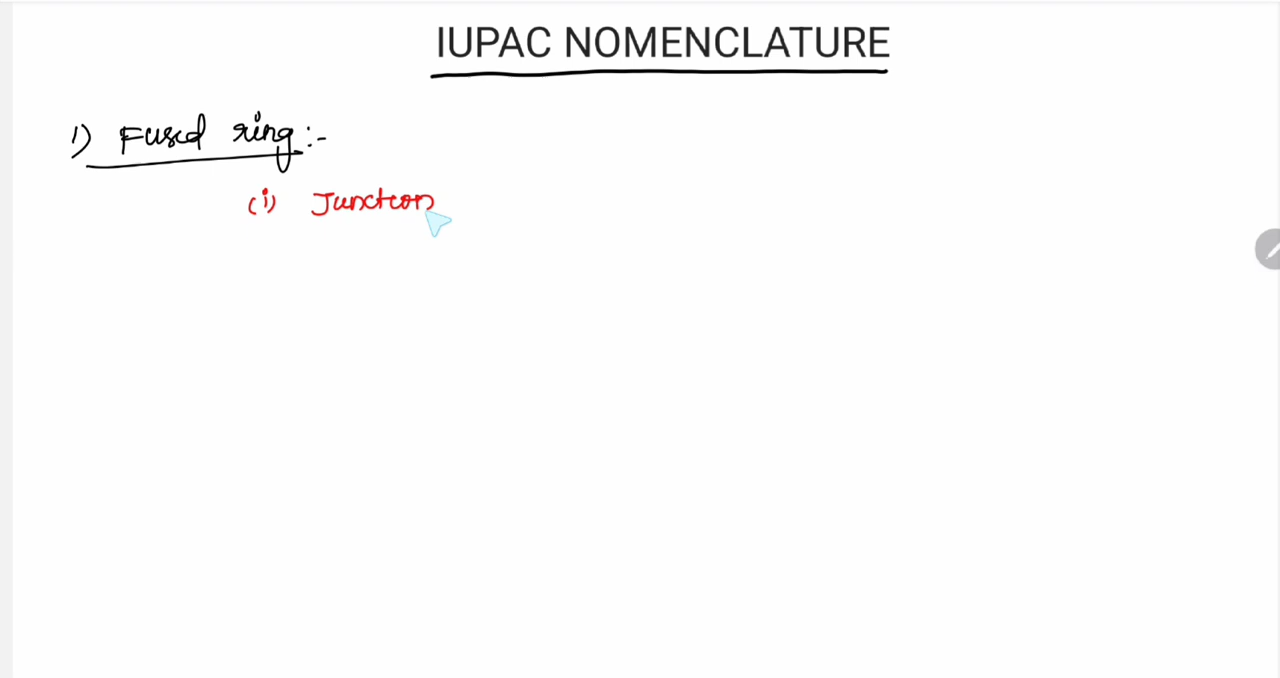 IUPAC NOMENCLATURE
1) Fused ring :-
(i) Junction